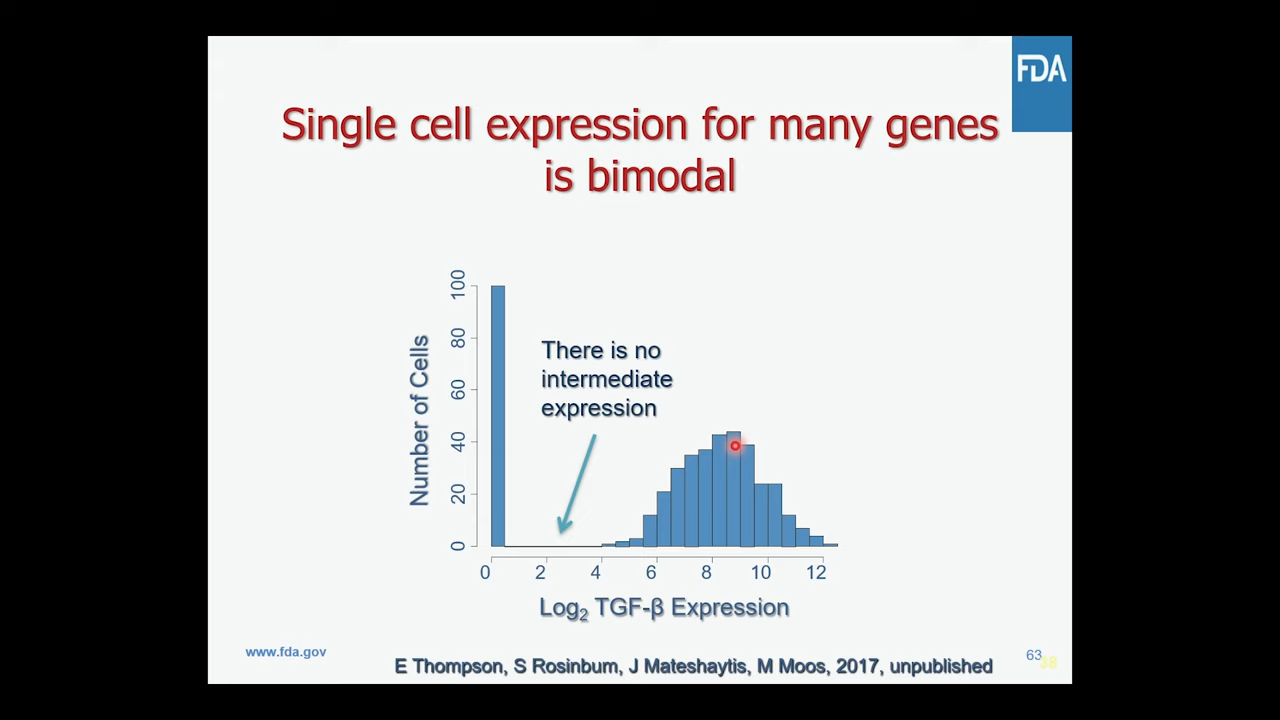 FDA
Single cell expression for many genes
is bimodal
100
80
60
40
20
0
Number of Cells
There is no
intermediate
expression
0 2 4 6 8 10 12
Log₂ TGF-β Expression
www.fda.gov
E Thompson, S Rosinbum, J Mateshaytis, M Moos, 2017, unpublished
63
38